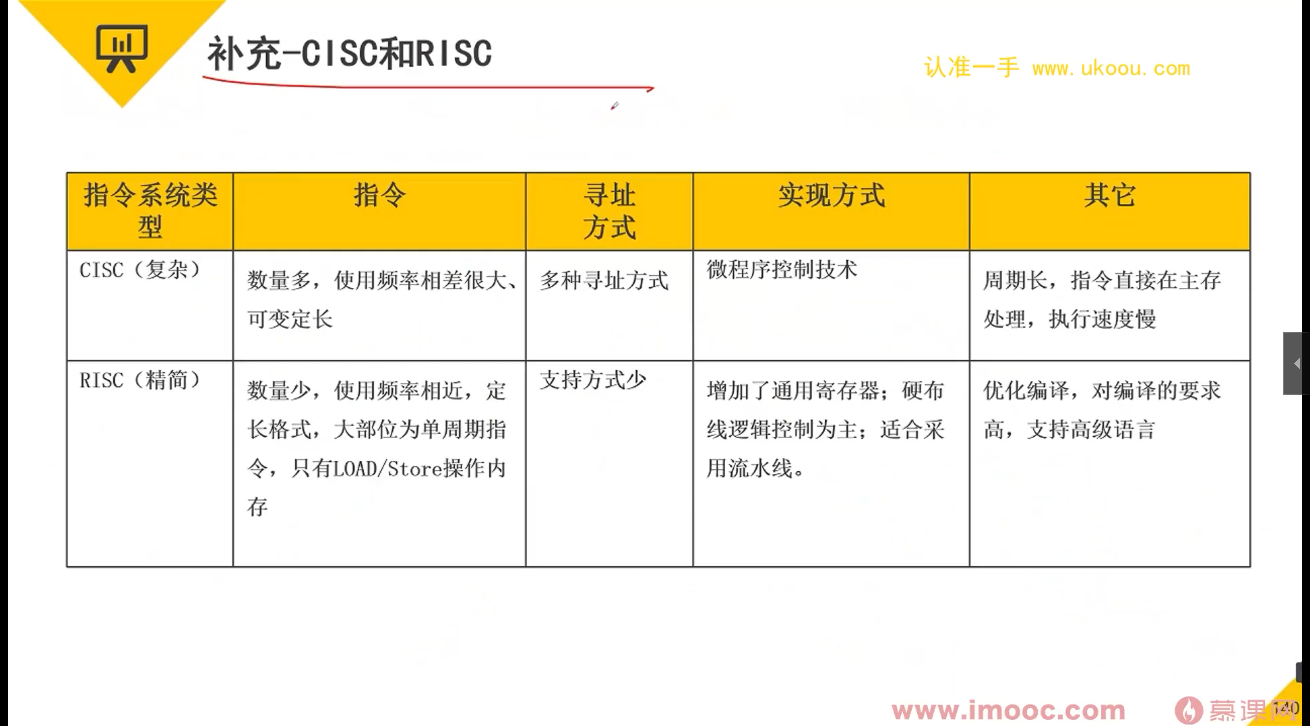 补充-CISC和RISC
认准一手 www.ukoou.com
指令系统类
型
指令
寻址
方式
实现方式
其它
CISC（复杂）
数量多，使用频率相差很大、
可变定长
多种寻址方式
微程序控制技术
周期长，指令直接在主存
处理，执行速度慢
RISC（精简）
数量少，使用频率相近，定
长格式，大部位为单周期指
令，只有LOAD/Store操作内
存
支持方式少
增加了通用寄存器；硬布
线逻辑控制为主；适合采
用流水线。
优化编译，对编译的要求
高，支持高级语言
www.imooc.com
慕课网
140